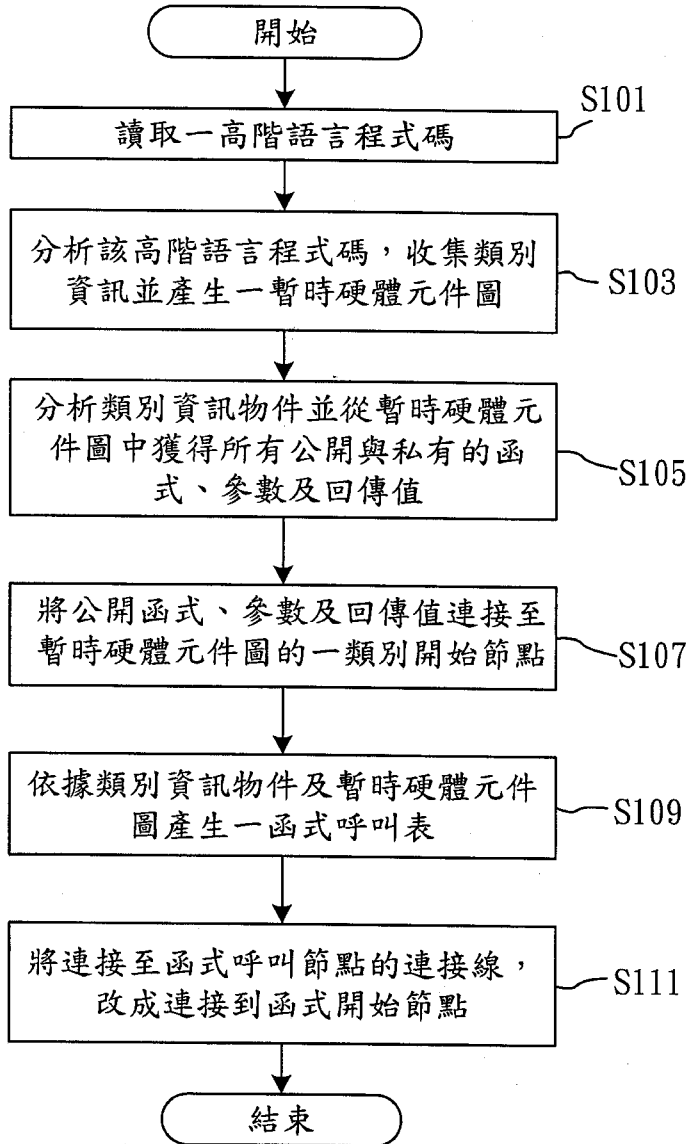 開始
S101
讀取一高階語言程式碼
分析該高階語言程式碼，收集類別
資訊並產生一暫時硬體元件圖
S103
分析類別資訊物件並從暫時硬體元
件圖中獲得所有公開與私有的函
式、參數及回傳值
S105
將公開函式、參數及回傳值連接至
暫時硬體元件圖的一類別開始節點
S107
依據類別資訊物件及暫時硬體元件
圖產生一函式呼叫表
S109
將連接至函式呼叫節點的連接線，
改成連接到函式開始節點
S111
結束